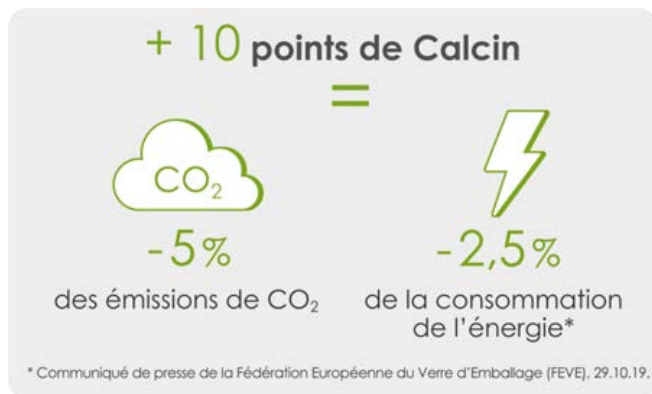 + 10 points de Calcin
=
CO₂
-5%
des émissions de CO₂
-2,5%
de la consommation
de l'énergie*
* Communiqué de presse de la Fédération Européenne du Verre d'Emballage (FEVE), 29.10.19.